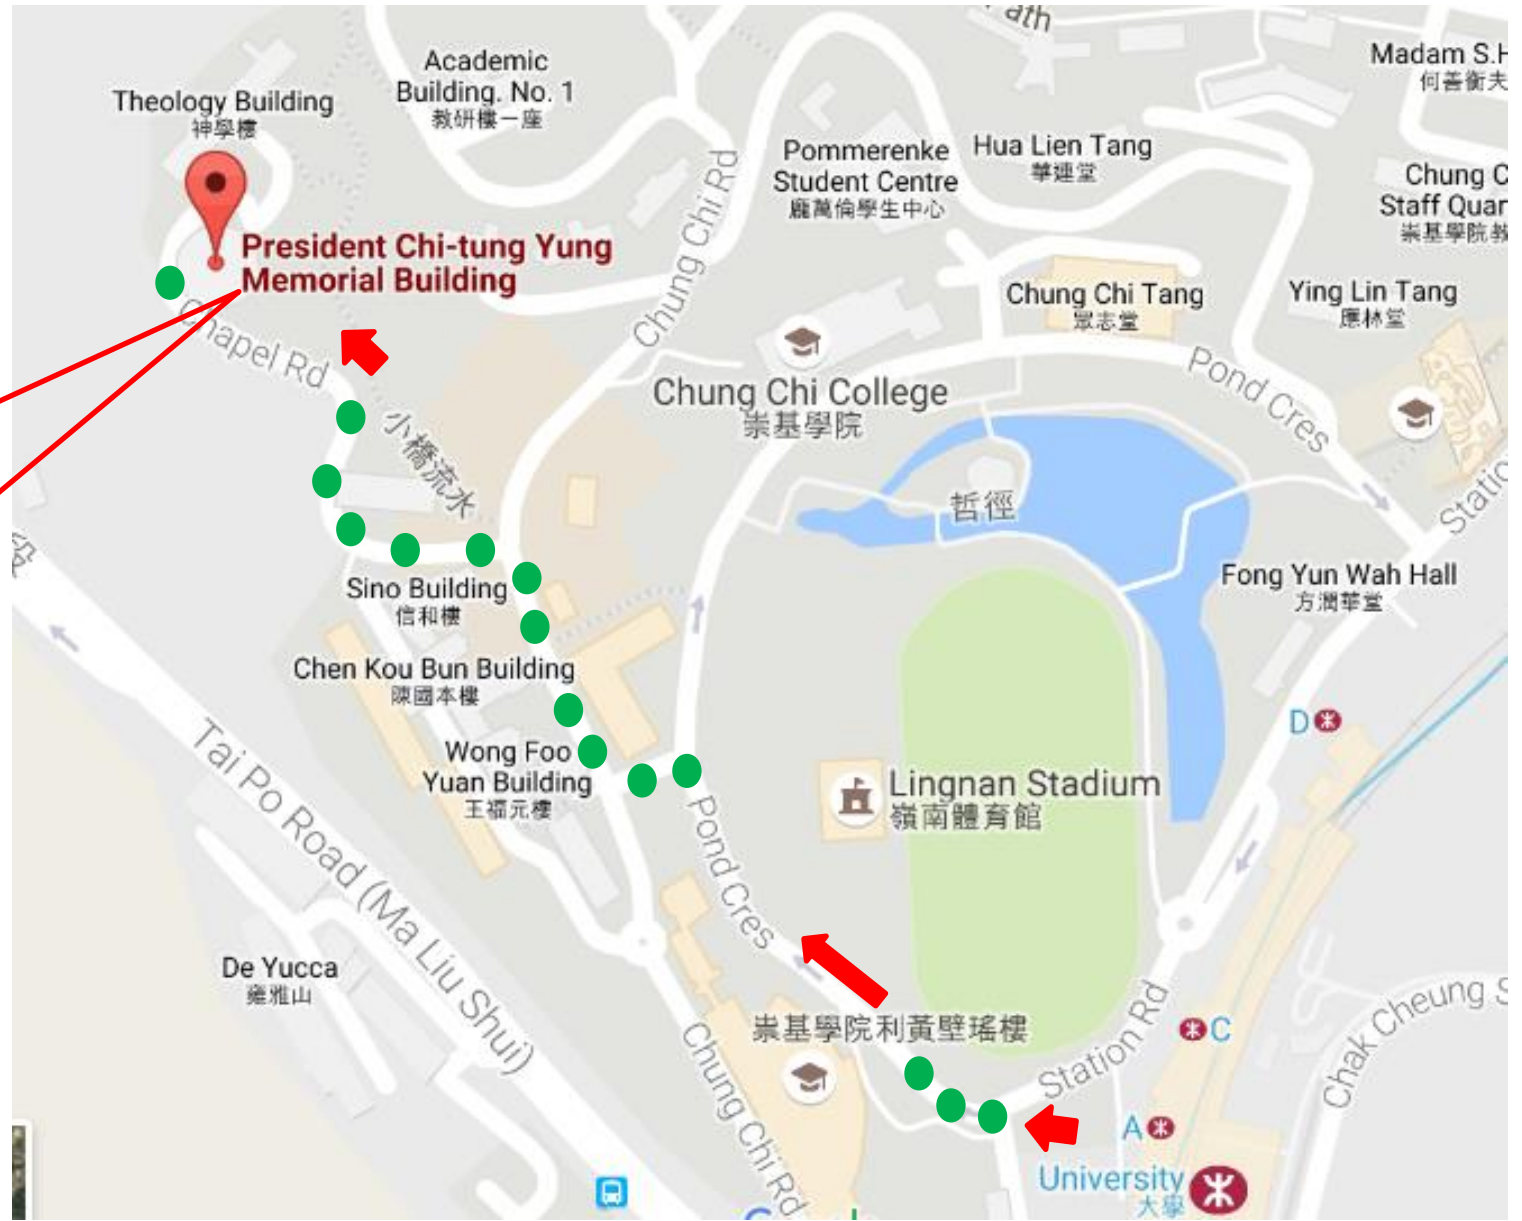 Academic
Building. No. 1
教研樓一座
Theology Building
神學樓
Madam S.H
何善衡夫
Pommerenke
Student Centre
龐萬倫學生中心
Hua Lien Tang
華連堂
Chung C
Staff Quar
崇基學院教
President Chi-tung Yung
Memorial Building
Chung Chi Rd
Chapel Rd
Chung Chi Tang
眾志堂
Ying Lin Tang
應林堂
Pond Cres
Chung Chi College
崇基學院
小橋流水
哲徑
Static
段
Sino Building
信和樓
Fong Yun Wah Hall
方潤華堂
Chen Kou Bun Building
陳國本樓
D
Wong Foo
Yuan Building
王福元樓
Lingnan Stadium
嶺南體育館
Tai Po Road (Ma Liu Shui)
Pond Cres
De Yucca
雍雅山
崇基學院利黃壁瑤樓
Station Rd
C
Chak Cheung S
Chung Chi Rd
A
University
大學